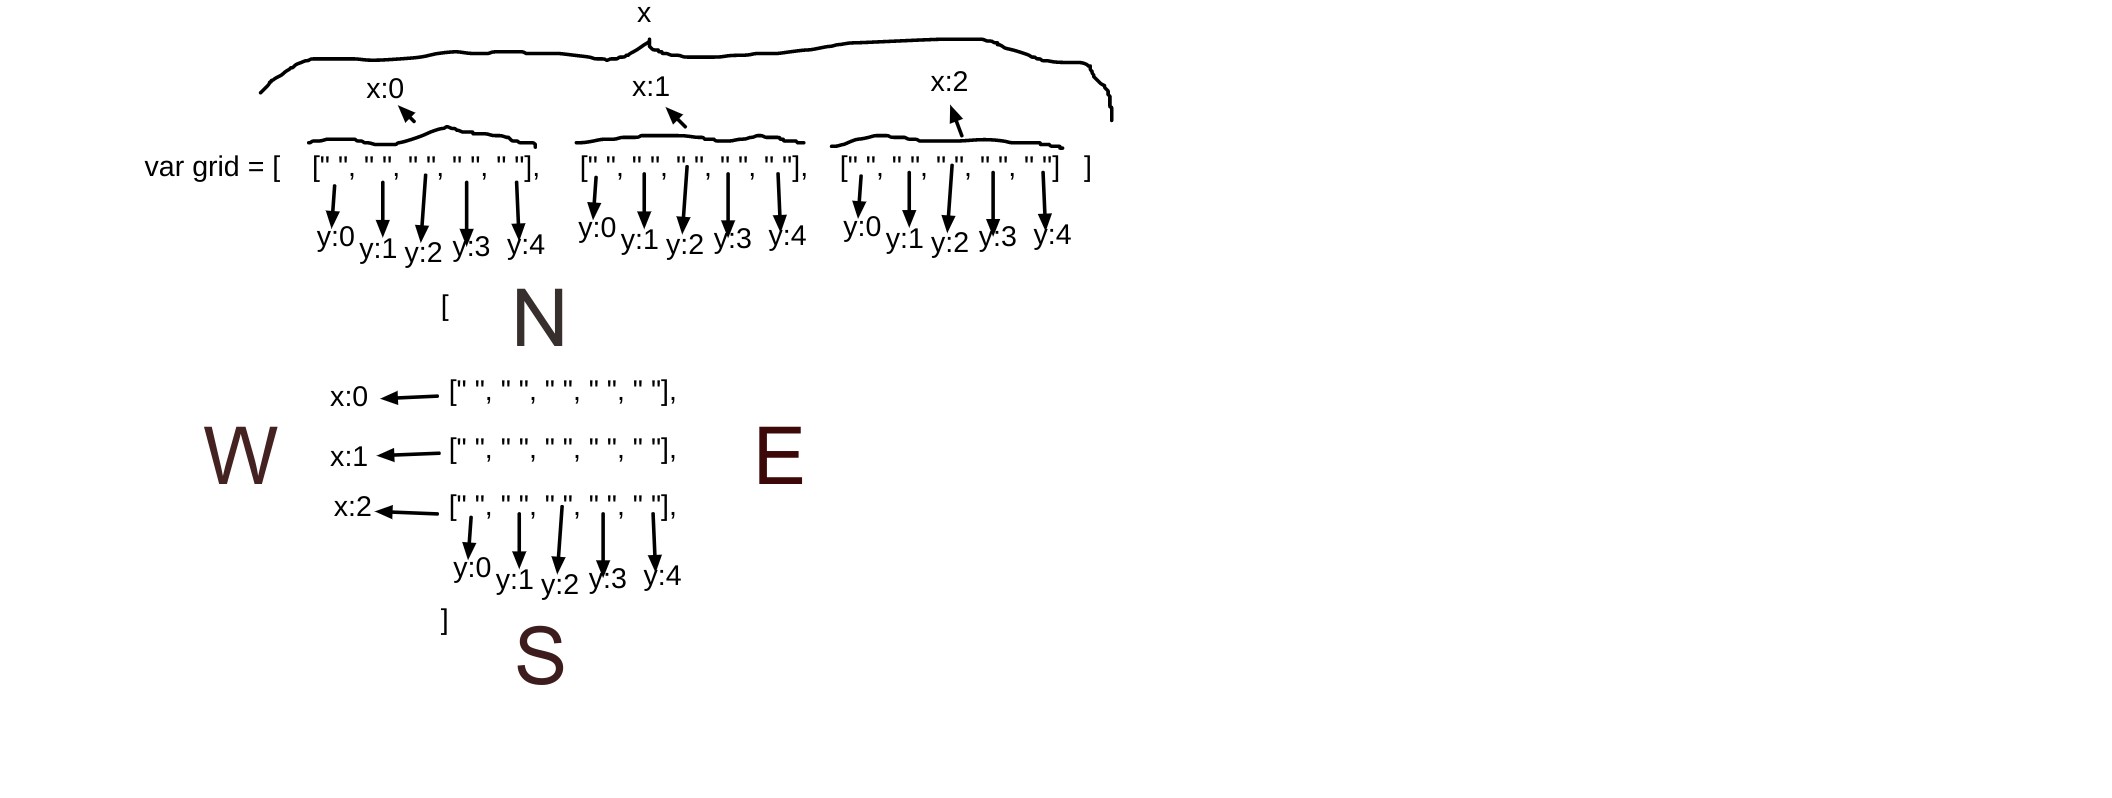 x
x:0 x:1 x:2
var grid = [ [" ", " ", " ", " ", " "], [" ", " ", " ", " ", " "], [" ", " ", " ", " ", " "] ]
y:0 y:1 y:2 y:3 y:4 y:0 y:1 y:2 y:3 y:4 y:0 y:1 y:2 y:3 y:4
[ N
x:0 [" ", " ", " ", " ", " "],
W x:1 [" ", " ", " ", " ", " "], E
x:2 [" ", " ", " ", " ", " "],
y:0 y:1 y:2 y:3 y:4
]
S